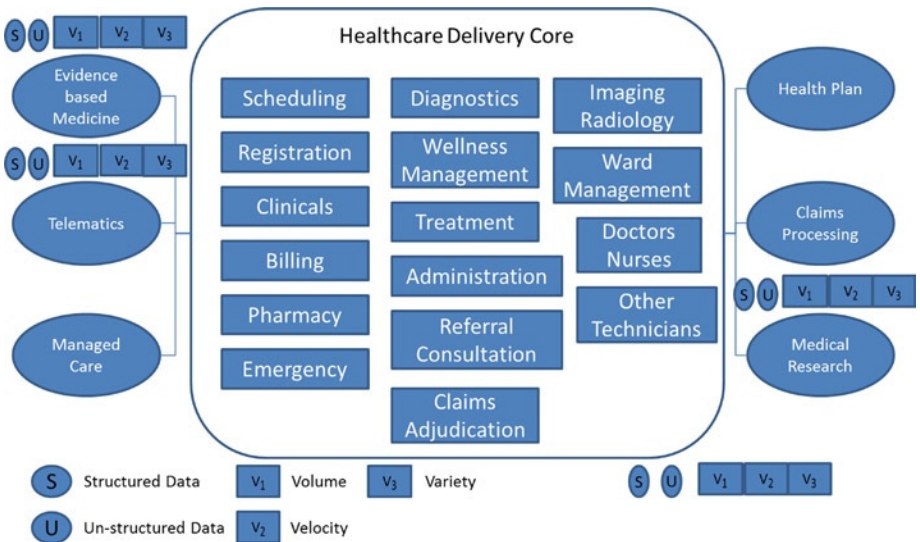 S U V1 V2 V3
Healthcare Delivery Core
Evidence
based
Medicine
S U V1 V2 V3
Telematics
Managed
Care
Scheduling
Registration
Clinicals
Billing
Pharmacy
Emergency
Diagnostics
Wellness
Management
Treatment
Administration
Referral
Consultation
Claims
Adjudication
Imaging
Radiology
Ward
Management
Doctors
Nurses
Other
Technicians
Health Plan
Claims
Processing
S U V1 V2 V3
Medical
Research
S Structured Data V1 Volume V3 Variety
S U V1 V2 V3
U Un-structured Data V2 Velocity